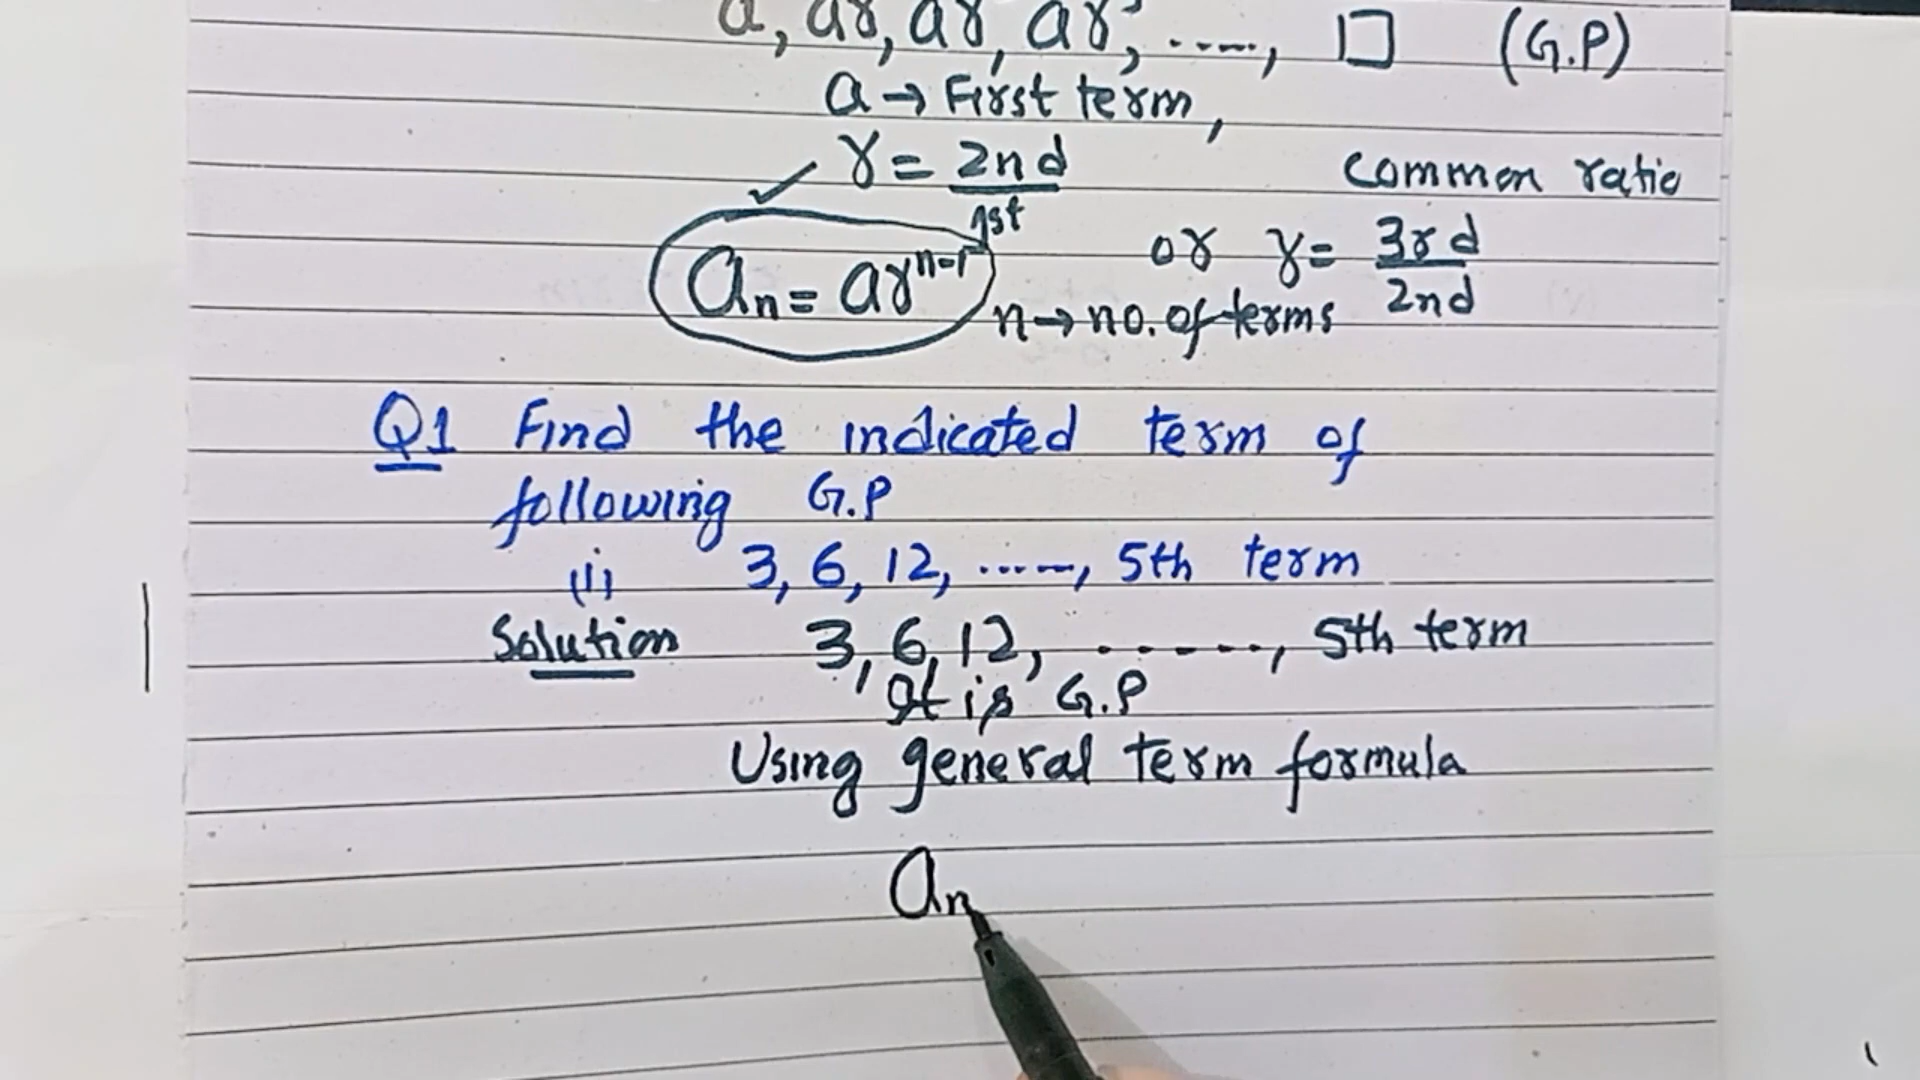 a, ar, ar, ar³, ....., □ (G.P)
a → First term,
✓ r = 2nd/1st common ratio
aₙ = arⁿ⁻¹ or r = 3rd/2nd
n → no. of terms
Q1 Find the indicated term of
following G.P
(i) 3, 6, 12, ......, 5th term
Solution 3, 6, 12, ......, 5th term
It is G.P
Using general term formula
aₙ